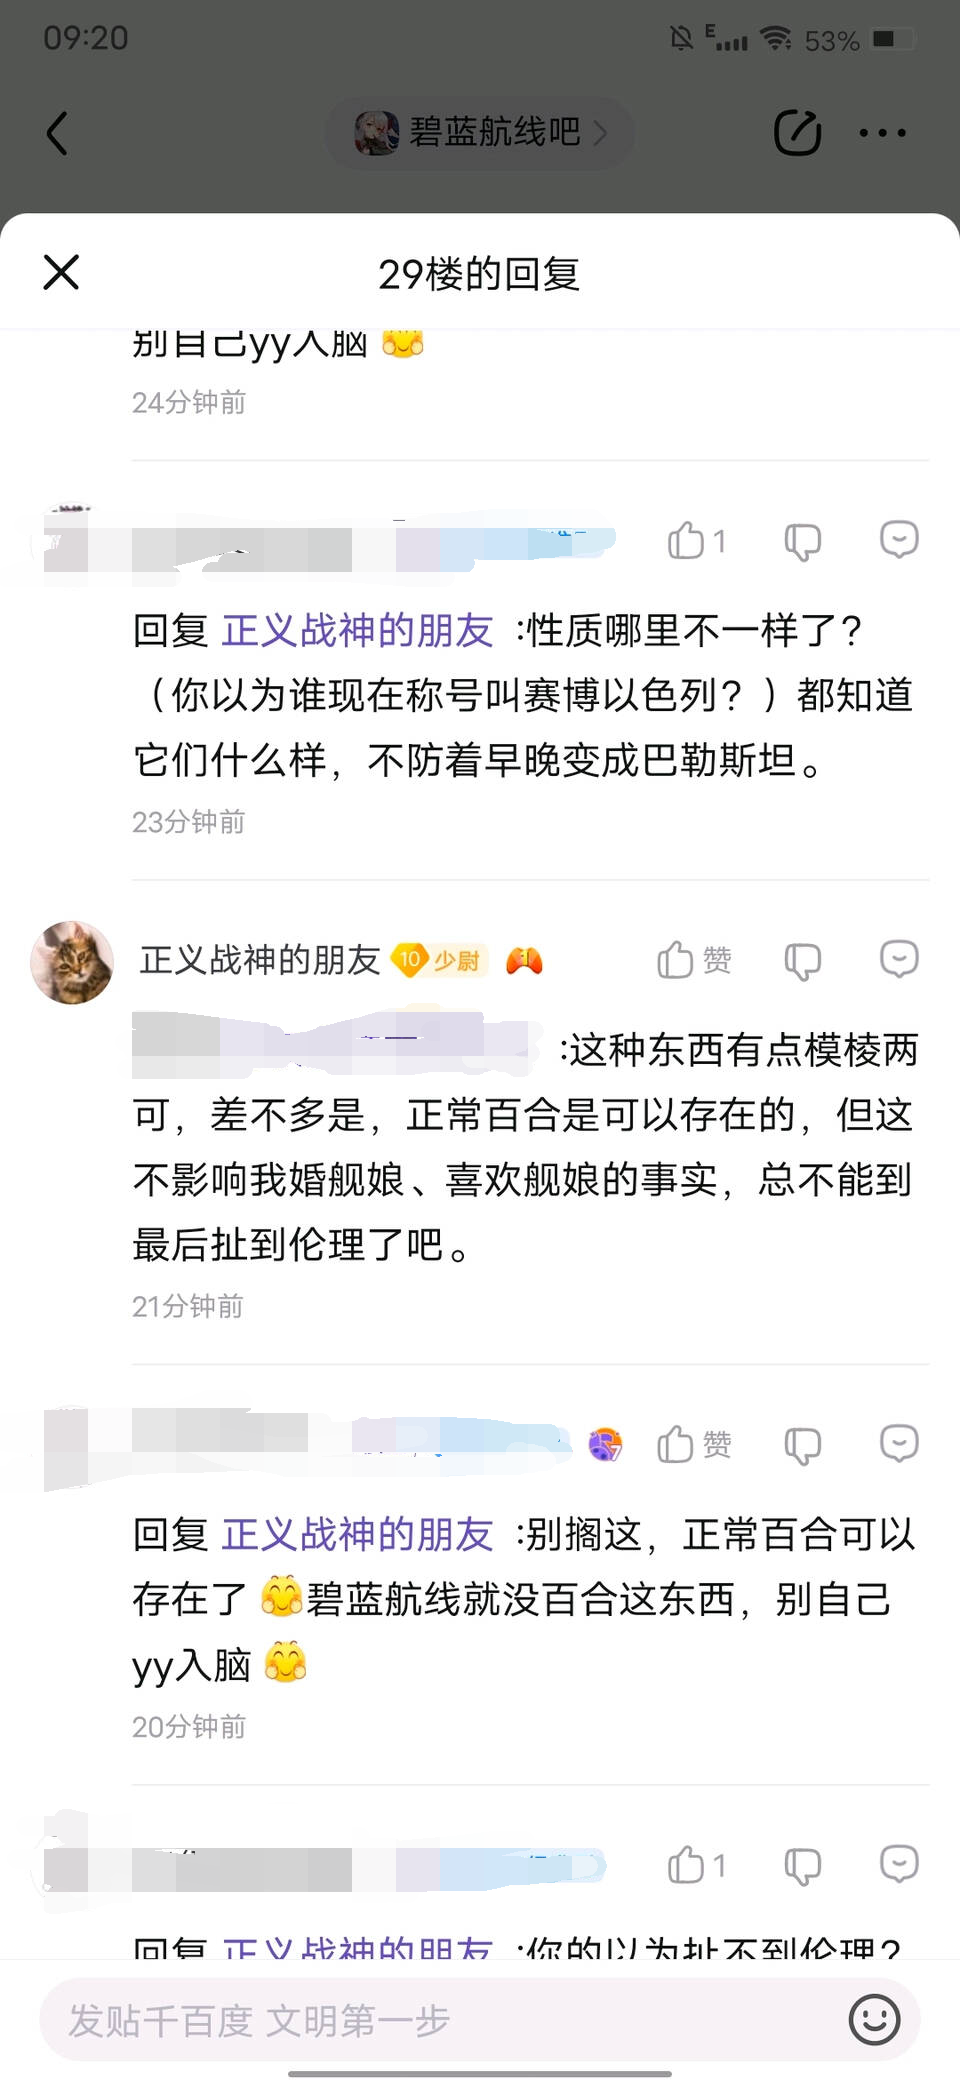 09:20
E 53%
碧蓝航线吧
29楼的回复
别自己yy入脑
24分钟前
1
回复 正义战神的朋友 :性质哪里不一样了？
（你以为谁现在称号叫赛博以色列？）都知道
它们什么样，不防着早晚变成巴勒斯坦。
23分钟前
正义战神的朋友 10 少尉 赞
:这种东西有点模棱两
可，差不多是，正常百合是可以存在的，但这
不影响我婚舰娘、喜欢舰娘的事实，总不能到
最后扯到伦理了吧。
21分钟前
赞
回复 正义战神的朋友 :别搁这，正常百合可以
存在了 碧蓝航线就没百合这东西，别自己
yy入脑
20分钟前
1
回复 正义战神的朋友 :你的以为扯不到伦理？
发贴千百度 文明第一步